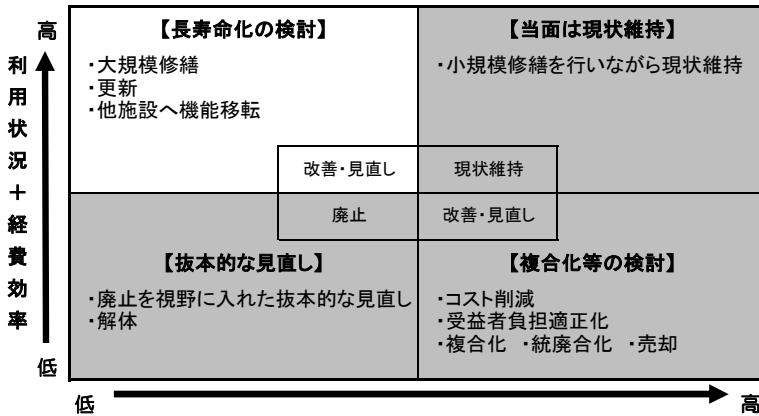 高
利用状況＋経費効率
低
【長寿命化の検討】
・大規模修繕
・更新
・他施設へ機能移転
【当面は現状維持】
・小規模修繕を行いながら現状維持
改善・見直し
現状維持
廃止
改善・見直し
【抜本的な見直し】
・廃止を視野に入れた抜本的な見直し
・解体
【複合化等の検討】
・コスト削減
・受益者負担適正化
・複合化 ・統廃合化 ・売却
低
高